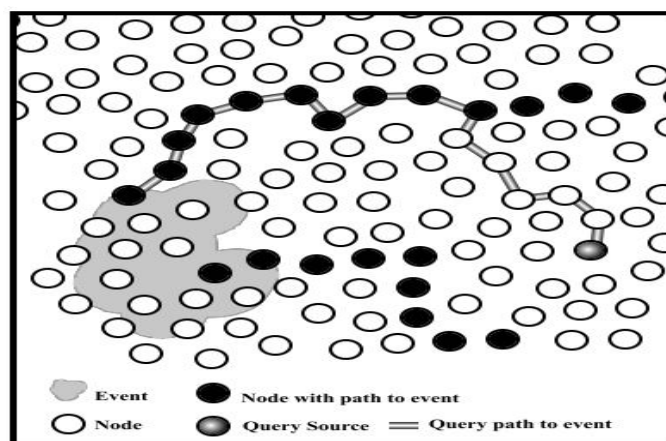 Event Node with path to event
Node Query Source Query path to event